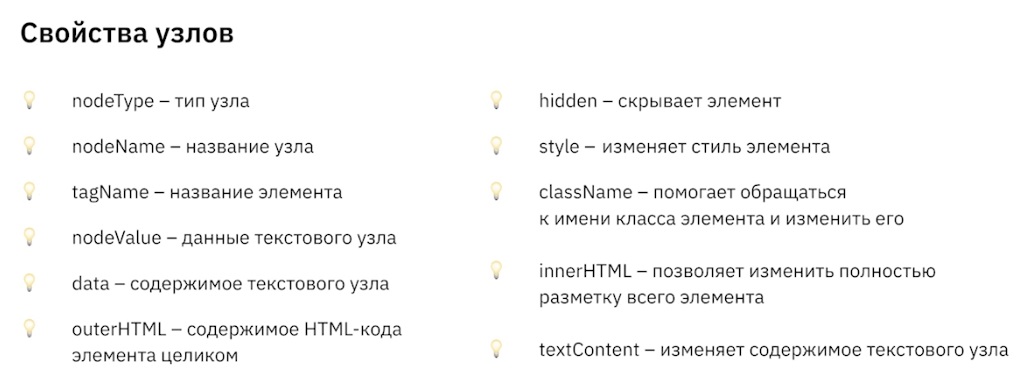 Свойства узлов
nodeType – тип узла
nodeName – название узла
tagName – название элемента
nodeValue – данные текстового узла
data – содержимое текстового узла
outerHTML – содержимое HTML-кода
элемента целиком
hidden – скрывает элемент
style – изменяет стиль элемента
className – помогает обращаться
к имени класса элемента и изменить его
innerHTML – позволяет изменить полностью
разметку всего элемента
textContent – изменяет содержимое текстового узла